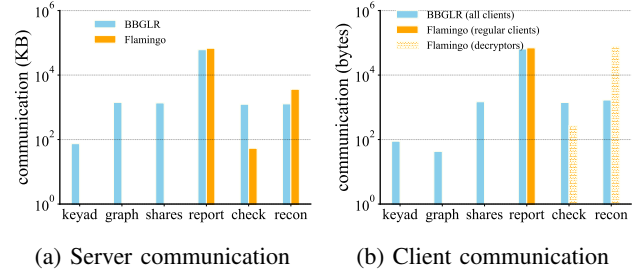 BBGLR
Flamingo
communication (KB)
10^6
10^4
10^2
10^0
keyad graph shares report check recon
(a) Server communication
BBGLR (all clients)
Flamingo (regular clients)
Flamingo (decryptors)
communication (bytes)
10^6
10^4
10^2
10^0
keyad graph shares report check recon
(b) Client communication